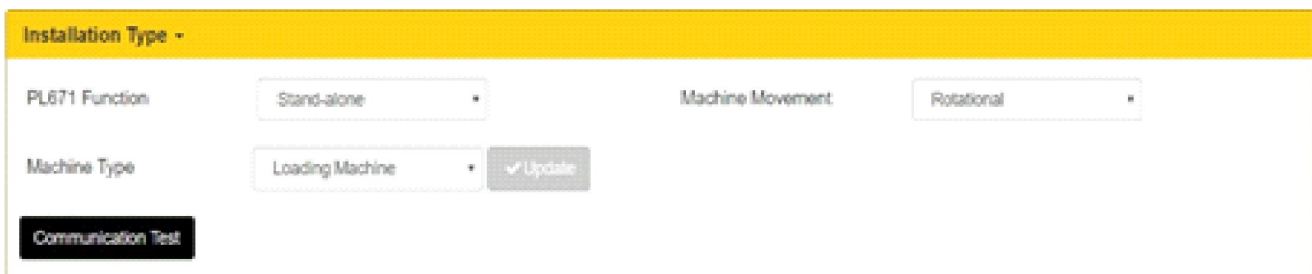 Installation Type
PL671 Function Stand-alone Machine Movement Rotational
Machine Type Loading Machine Update
Communication Test